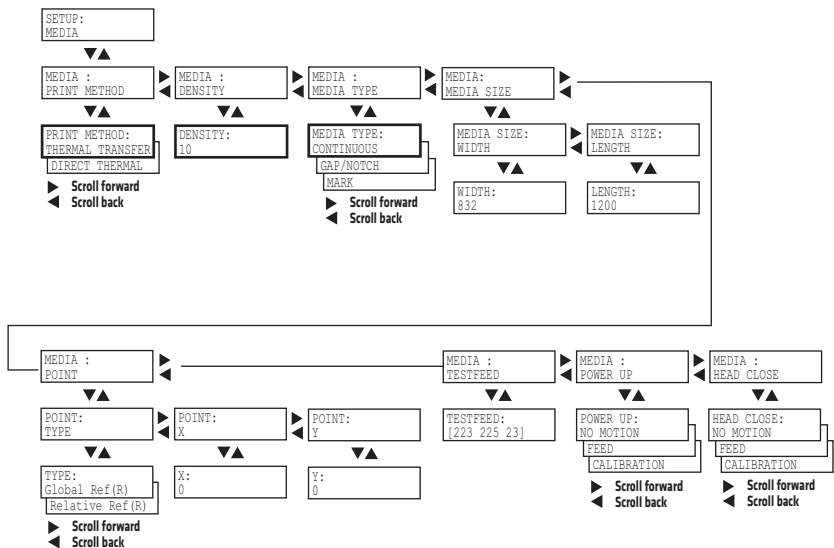 SETUP:
MEDIA
MEDIA :
PRINT METHOD
MEDIA :
DENSITY
MEDIA :
MEDIA TYPE
MEDIA:
MEDIA SIZE
PRINT METHOD:
THERMAL TRANSFER
DIRECT THERMAL
Scroll forward
Scroll back
DENSITY:
10
MEDIA TYPE:
CONTINUOUS
GAP/NOTCH
MARK
Scroll forward
Scroll back
MEDIA SIZE:
WIDTH
MEDIA SIZE:
LENGTH
WIDTH:
832
LENGTH:
1200
MEDIA :
POINT
MEDIA :
TESTFEED
MEDIA :
POWER UP
MEDIA :
HEAD CLOSE
POINT:
TYPE
POINT:
X
POINT:
Y
TESTFEED:
[223 225 23]
POWER UP:
NO MOTION
FEED
CALIBRATION
Scroll forward
Scroll back
HEAD CLOSE:
NO MOTION
FEED
CALIBRATION
Scroll forward
Scroll back
TYPE:
Global Ref(R)
Relative Ref(R)
Scroll forward
Scroll back
X:
0
Y:
0